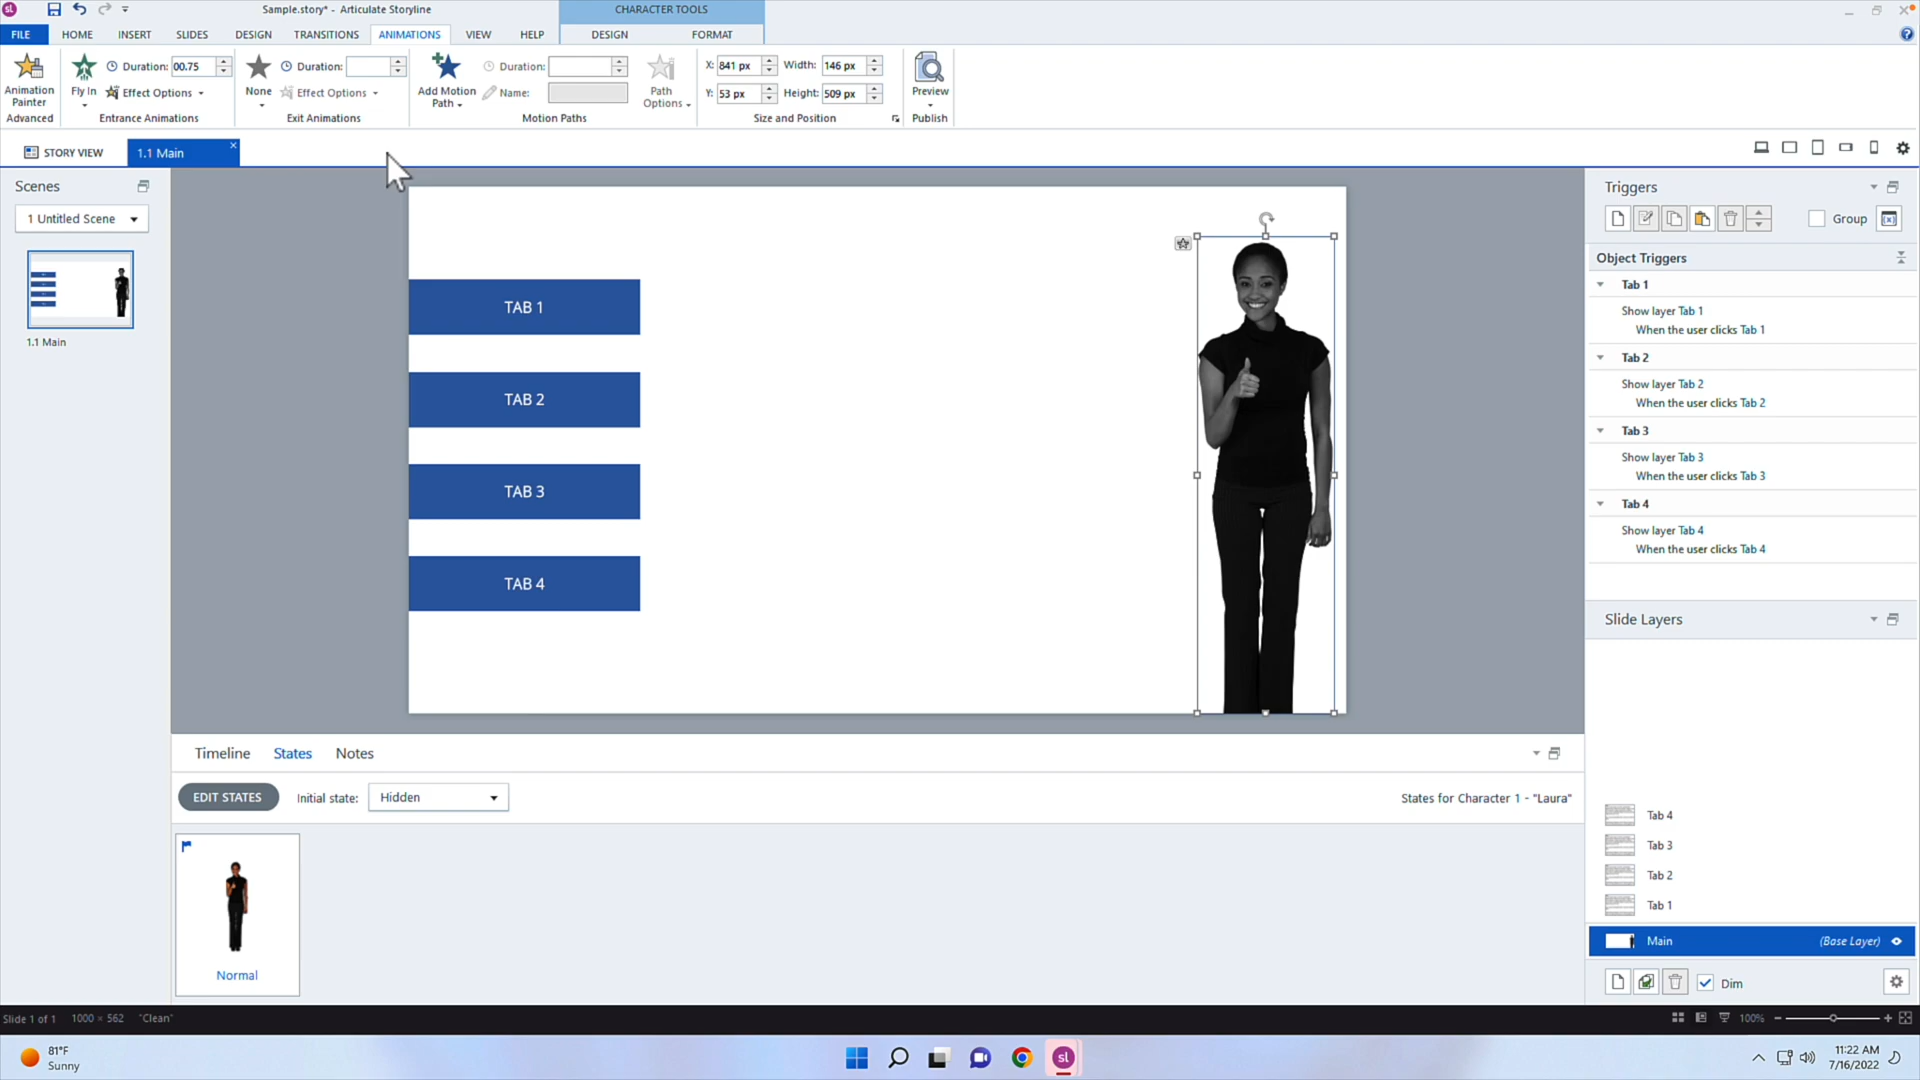 sl
Sample.story* - Articulate Storyline
CHARACTER TOOLS
FILE HOME INSERT SLIDES DESIGN TRANSITIONS ANIMATIONS VIEW HELP DESIGN FORMAT
Animation Painter
Fly In
Duration: 00.75
Effect Options
None
Duration:
Effect Options
Add Motion Path
Duration:
Name:
Path Options
X: 841 px Width: 146 px
Y: 53 px Height: 509 px
Preview
Advanced Entrance Animations Exit Animations Motion Paths Size and Position Publish
STORY VIEW 1.1 Main
Scenes
1 Untitled Scene
1.1 Main
TAB 1
TAB 2
TAB 3
TAB 4
Triggers
Group
Object Triggers
Tab 1
Show layer Tab 1
When the user clicks Tab 1
Tab 2
Show layer Tab 2
When the user clicks Tab 2
Tab 3
Show layer Tab 3
When the user clicks Tab 3
Tab 4
Show layer Tab 4
When the user clicks Tab 4
Slide Layers
Tab 4
Tab 3
Tab 2
Tab 1
Main (Base Layer)
Dim
Timeline States Notes
EDIT STATES Initial state: Hidden States for Character 1 - "Laura"
Normal
Slide 1 of 1 1000 × 562 "Clean" 100%
81°F
Sunny
sl
11:22 AM
7/16/2022